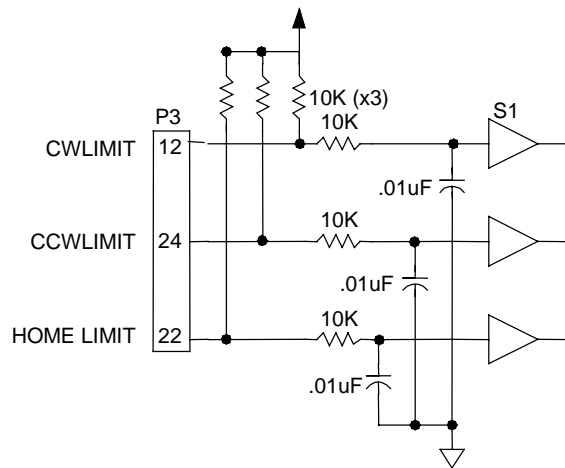 10K (x3)
P3
S1
10K
CWLIMIT
12
.01uF
10K
CCWLIMIT
24
.01uF
10K
HOME LIMIT
22
.01uF